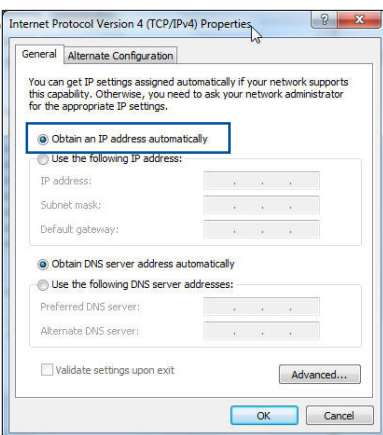 Internet Protocol Version 4 (TCP/IPv4) Properties
General
Alternate Configuration
You can get IP settings assigned automatically if your network supports
this capability. Otherwise, you need to ask your network administrator
for the appropriate IP settings.
Obtain an IP address automatically
Use the following IP address:
IP address:
Subnet mask:
Default gateway:
Obtain DNS server address automatically
Use the following DNS server addresses:
Preferred DNS server:
Alternate DNS server:
Validate settings upon exit
Advanced...
OK
Cancel